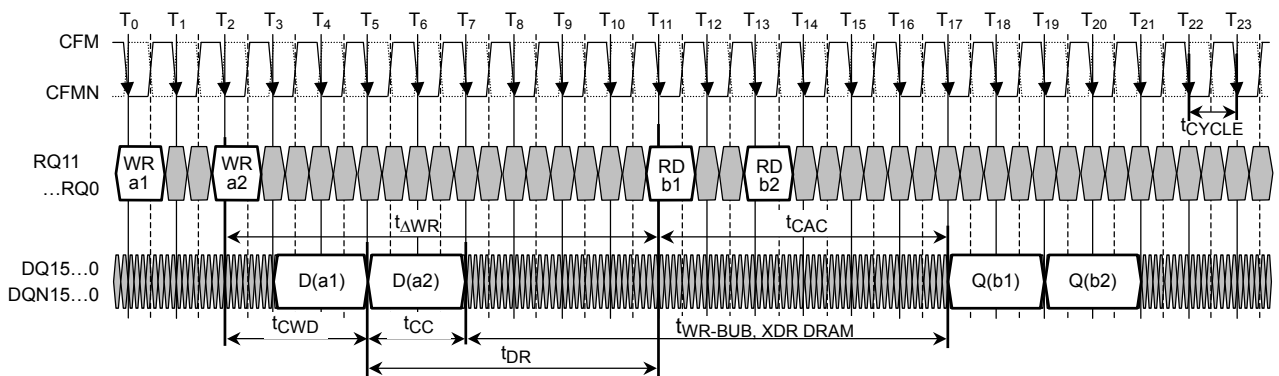 T0 T1 T2 T3 T4 T5 T6 T7 T8 T9 T10 T11 T12 T13 T14 T15 T16 T17 T18 T19 T20 T21 T22 T23
CFM
CFMN
tCYCLE
RQ11
…RQ0
WR
a1
WR
a2
RD
b1
RD
b2
tΔWR
tCAC
DQ15…0
DQN15…0
D(a1)
D(a2)
Q(b1)
Q(b2)
tCWD
tCC
tWR-BUB, XDR DRAM
tDR